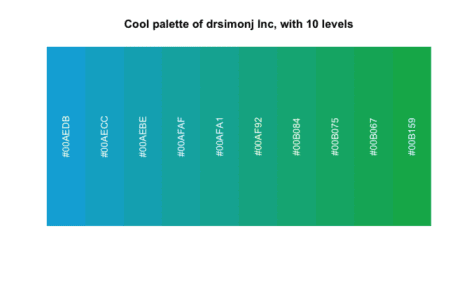 Cool palette of drsimonj Inc, with 10 levels
#00AEDB
#00AECC
#00AEBE
#00AFAF
#00AFA1
#00AF92
#00B084
#00B075
#00B067
#00B159